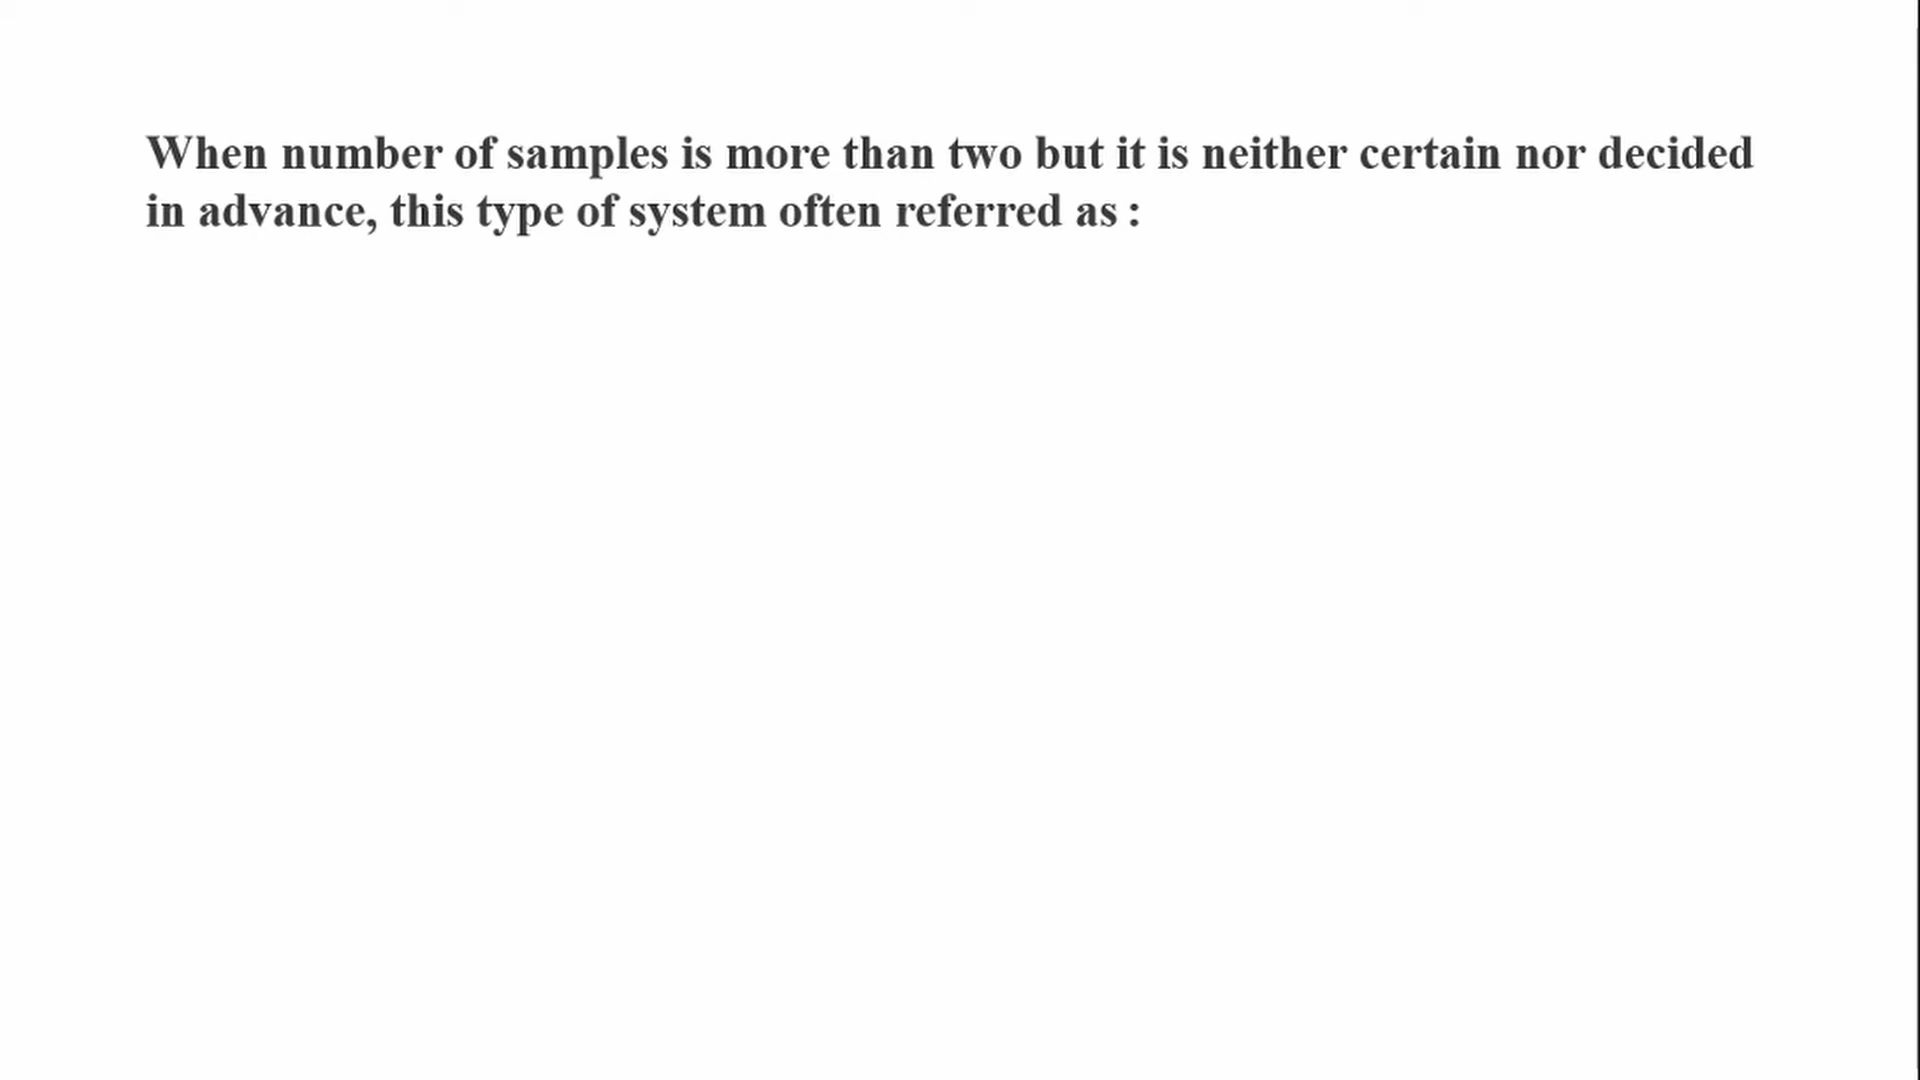 When number of samples is more than two but it is neither certain nor decided
in advance, this type of system often referred as :